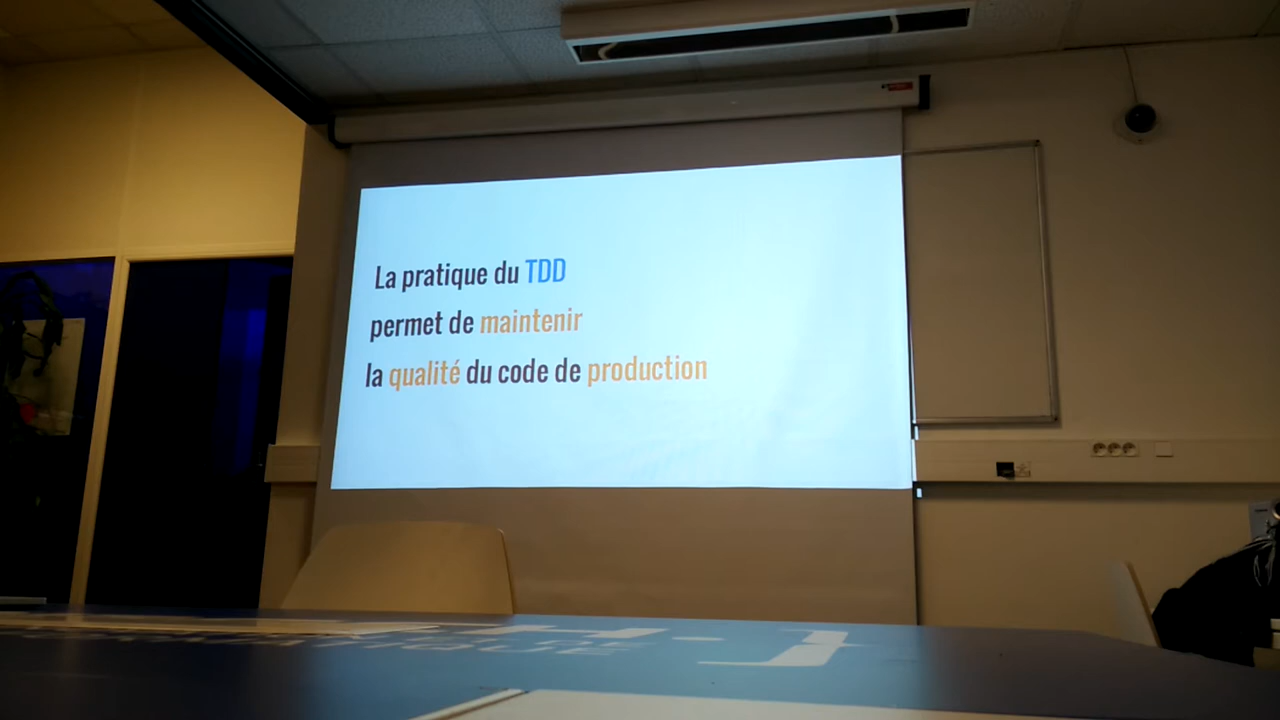 La pratique du TDD
permet de maintenir
la qualité du code de production